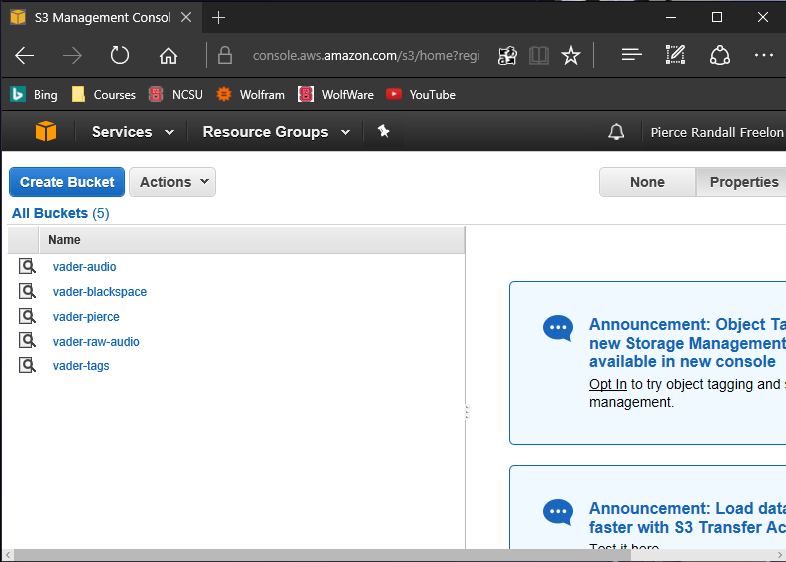 S3 Management Consol
console.aws.amazon.com/s3/home?regi
Bing Courses NCSU Wolfram WolfWare YouTube
Services Resource Groups Pierce Randall Freelon
Create Bucket Actions None Properties
All Buckets (5)
Name
vader-audio
vader-blackspace
vader-pierce
vader-raw-audio
vader-tags
Announcement: Object Ta
new Storage Management
available in new console
Opt In to try object tagging and s
management.
Announcement: Load data
faster with S3 Transfer Ac
Test it here